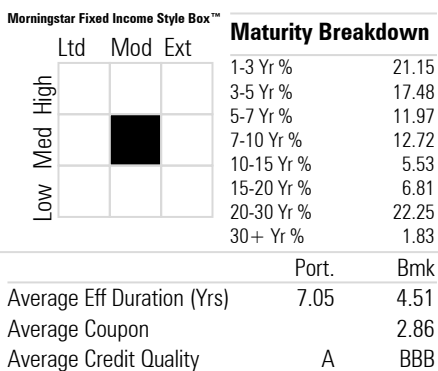 Morningstar Fixed Income Style Box™
Ltd Mod Ext
High
Med
Low
Maturity Breakdown
1-3 Yr % 21.15
3-5 Yr % 17.48
5-7 Yr % 11.97
7-10 Yr % 12.72
10-15 Yr % 5.53
15-20 Yr % 6.81
20-30 Yr % 22.25
30+ Yr % 1.83
Port. Bmk
Average Eff Duration (Yrs) 7.05 4.51
Average Coupon 2.86
Average Credit Quality A BBB